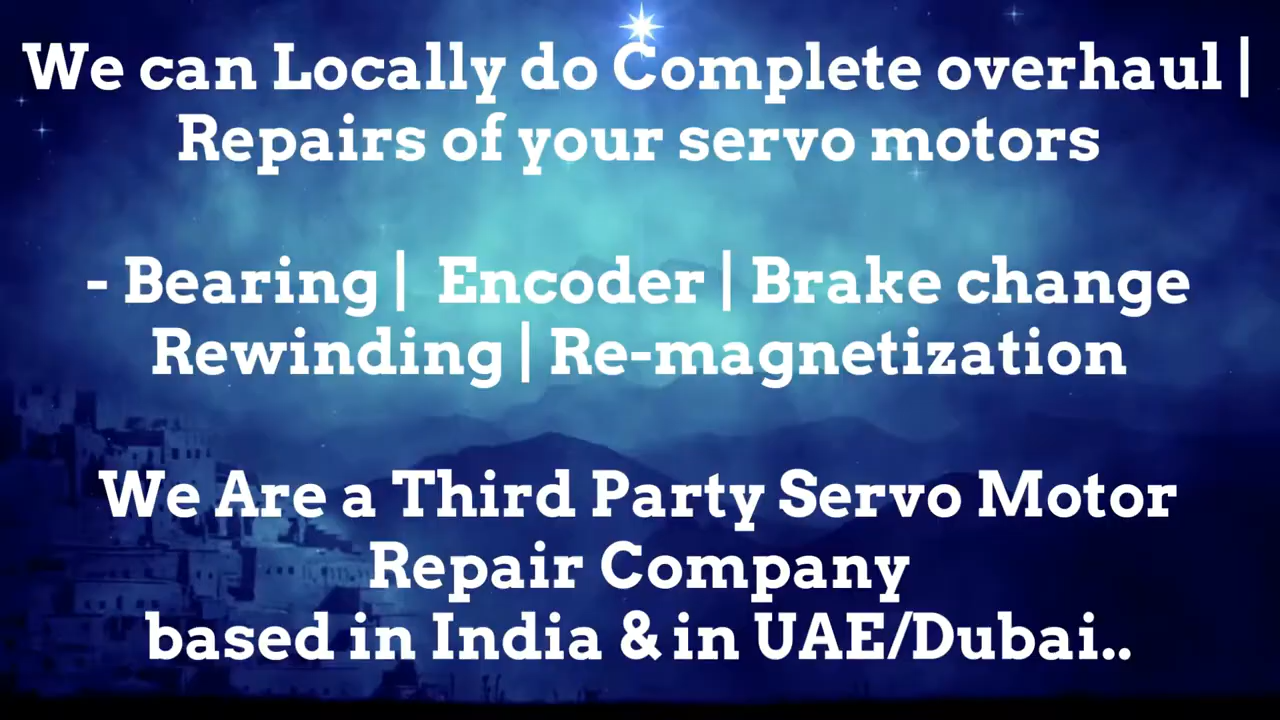 We can Locally do Complete overhaul |
Repairs of your servo motors
- Bearing | Encoder | Brake change
Rewinding | Re-magnetization
We Are a Third Party Servo Motor
Repair Company
based in India & in UAE/Dubai..